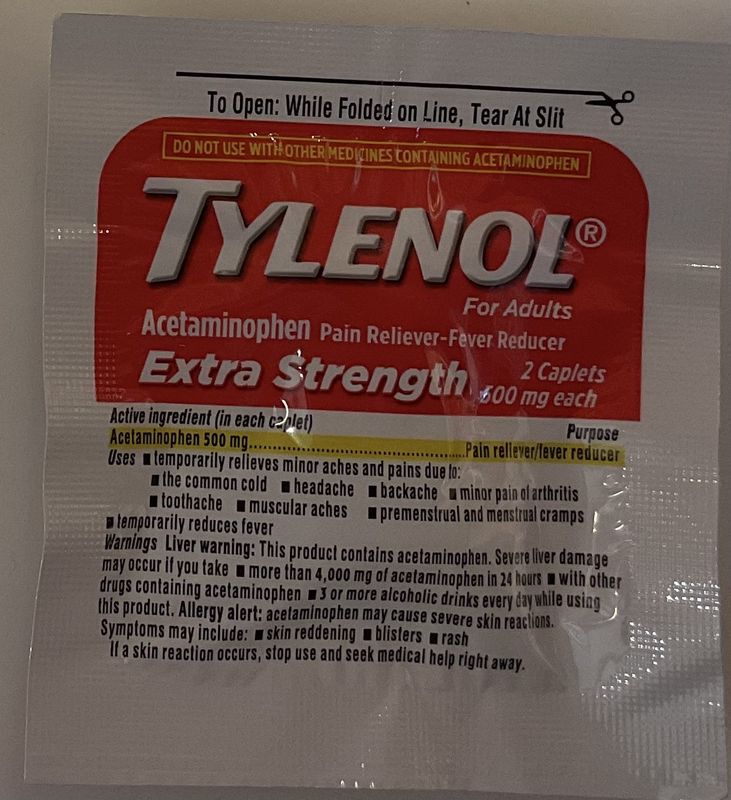 To Open: While Folded on Line, Tear At Slit
DO NOT USE WITH OTHER MEDICINES CONTAINING ACETAMINOPHEN
TYLENOL®
For Adults
Acetaminophen Pain Reliever-Fever Reducer
Extra Strength 2 Caplets
500 mg each
Active ingredient (in each caplet) Purpose
Acetaminophen 500 mg................................................Pain reliever/fever reducer
Uses ■ temporarily relieves minor aches and pains due to:
■ the common cold ■ headache ■ backache ■ minor pain of arthritis
■ toothache ■ muscular aches ■ premenstrual and menstrual cramps
■ temporarily reduces fever
Warnings Liver warning: This product contains acetaminophen. Severe liver damage
may occur if you take ■ more than 4,000 mg of acetaminophen in 24 hours ■ with other
drugs containing acetaminophen ■ 3 or more alcoholic drinks every day while using
this product. Allergy alert: acetaminophen may cause severe skin reactions.
Symptoms may include: ■ skin reddening ■ blisters ■ rash
If a skin reaction occurs, stop use and seek medical help right away.